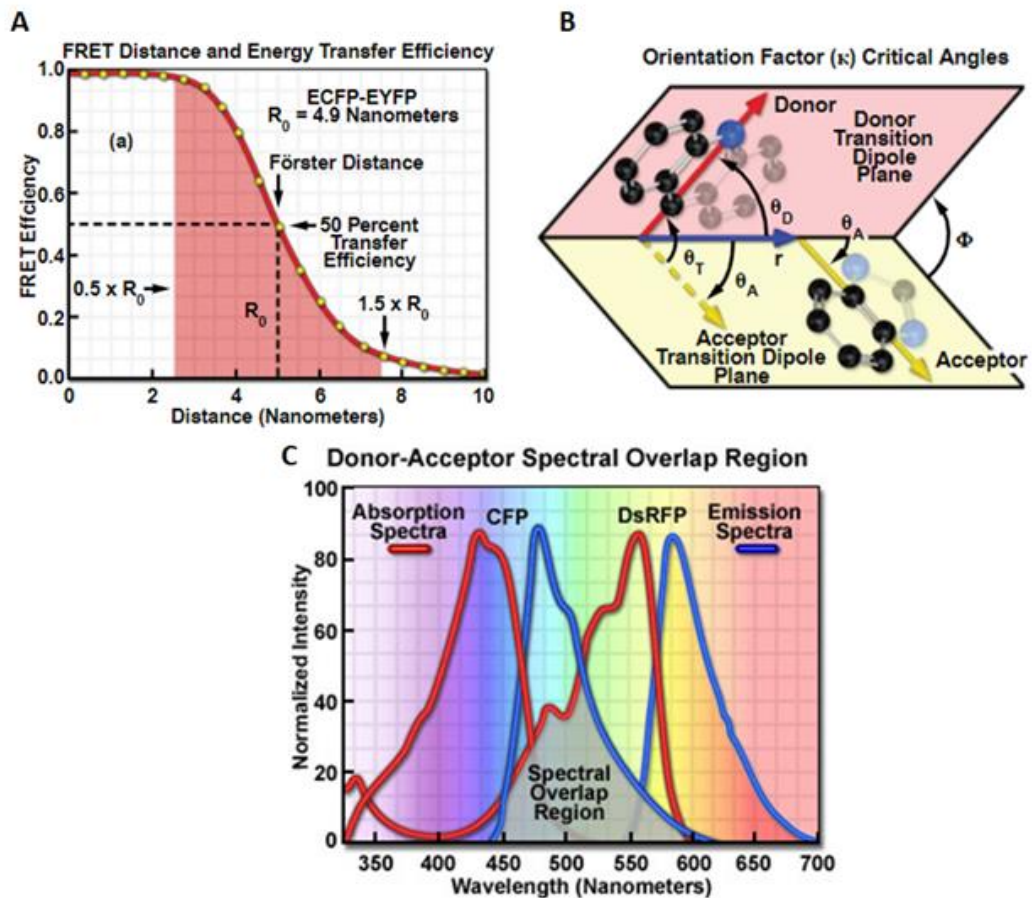 A
FRET Distance and Energy Transfer Efficiency
1.0
0.8
0.6
0.4
0.2
0.0
FRET Effciency
(a)
ECFP-EYFP
R0 = 4.9 Nanometers
Förster Distance
50 Percent
Transfer
Efficiency
0.5 x R0
R0
1.5 x R0
0
2
4
6
8
10
Distance (Nanometers)
B
Orientation Factor (κ) Critical Angles
Donor
Donor
Transition
Dipole
Plane
θD
θA
Φ
r
θT
θA
Acceptor
Transition Dipole
Plane
Acceptor
C
Donor-Acceptor Spectral Overlap Region
100
80
60
40
20
0
Normalized Intensity
Absorption
Spectra
CFP
DsRFP
Emission
Spectra
Spectral
Overlap
Region
350
400
450
500
550
600
650
700
Wavelength (Nanometers)